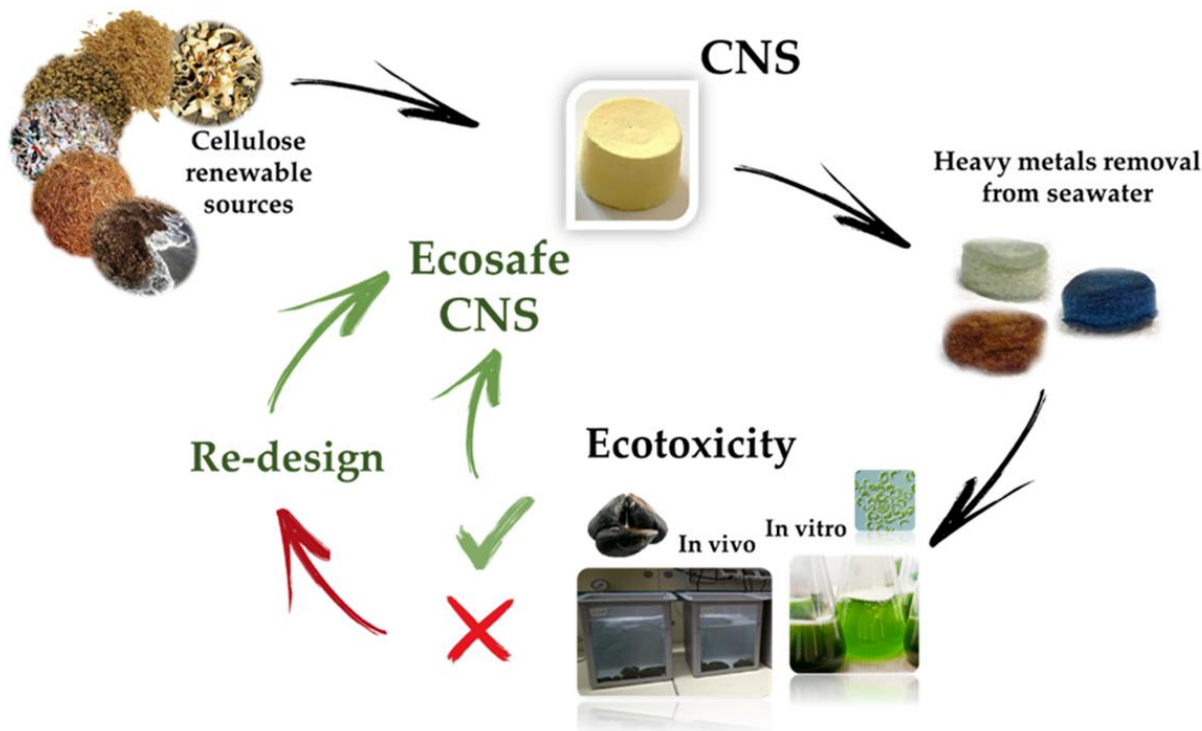 CNS
Cellulose
renewable
sources
Heavy metals removal
from seawater
Ecosafe
CNS
Re-design
Ecotoxicity
In vivo
In vitro